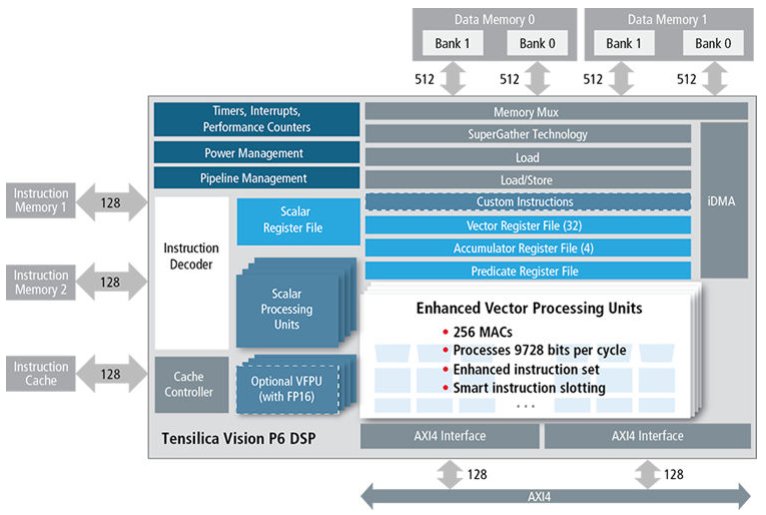 Data Memory 0
Data Memory 1
Bank 1
Bank 0
Bank 1
Bank 0
512
512
512
512
Timers, Interrupts,
Performance Counters
Memory Mux
SuperGather Technology
Power Management
Load
Pipeline Management
Load/Store
iDMA
Instruction
Memory 1
128
Custom Instructions
Scalar
Register File
Vector Register File (32)
Instruction
Decoder
Accumulator Register File (4)
Predicate Register File
Instruction
Memory 2
128
Scalar
Processing
Units
Enhanced Vector Processing Units
• 256 MACs
• Processes 9728 bits per cycle
• Enhanced instruction set
• Smart instruction slotting
...
Instruction
Cache
128
Cache
Controller
Optional VFPU
(with FP16)
Tensilica Vision P6 DSP
AXI4 Interface
AXI4 Interface
128
128
AXI4